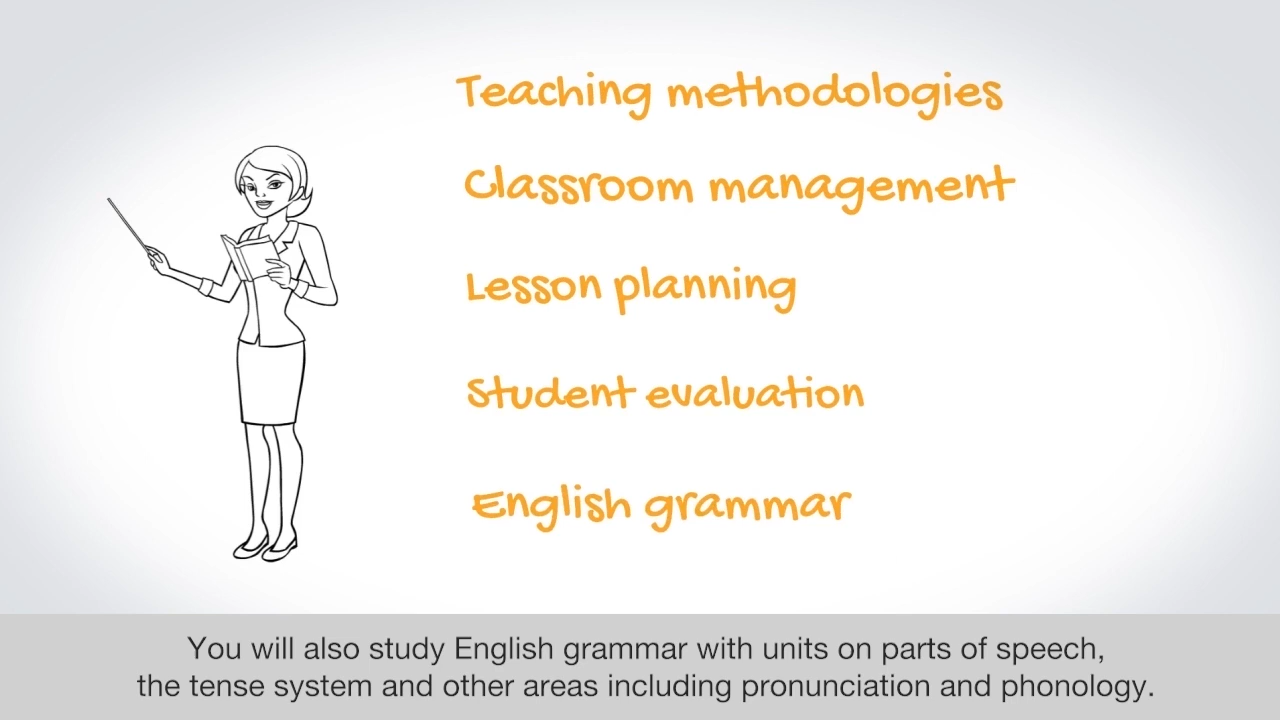 Teaching methodologies
Classroom management
Lesson planning
Student evaluation
English grammar
You will also study English grammar with units on parts of speech,
the tense system and other areas including pronunciation and phonology.